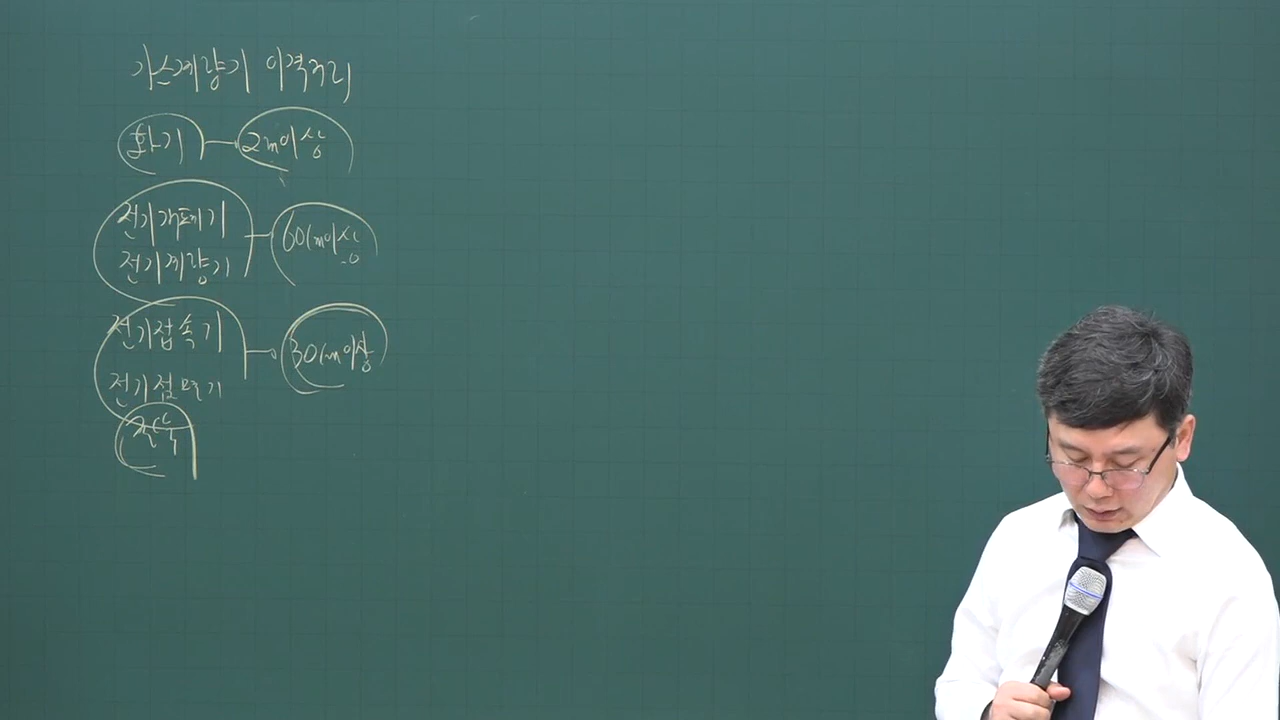 가스계량기 이격거리
화기 2m이상
전기개폐기 60cm이상
전기계량기
전기접속기 30cm이상
전기점멸기